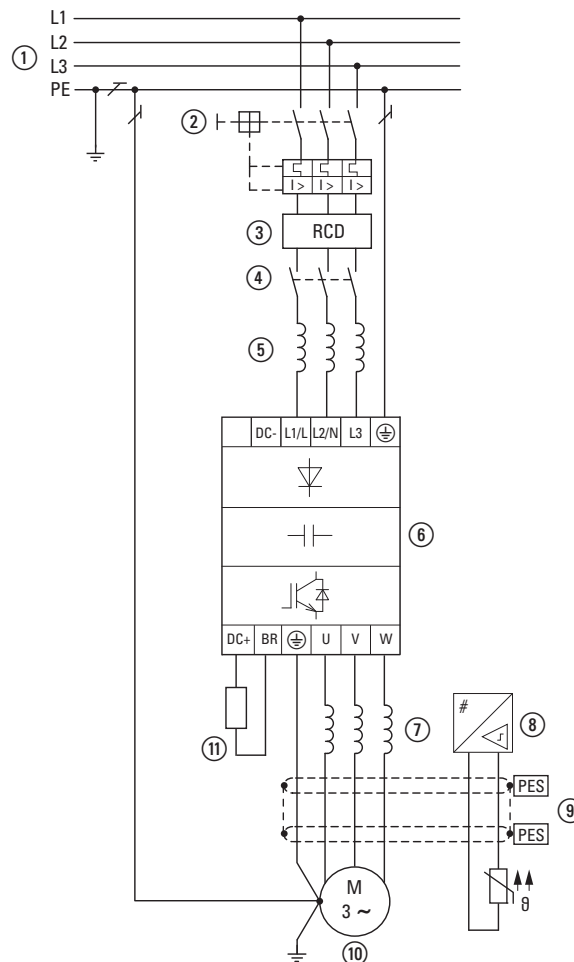 L1
L2
① L3
PE
②
I > I > I >
③ RCD
④
⑤
DC- L1/L L2/N L3
⑥
DC+ BR U V W
⑦
# ⑧
⑪
PES
⑨
PES
M
3 ~
ϑ
⑩